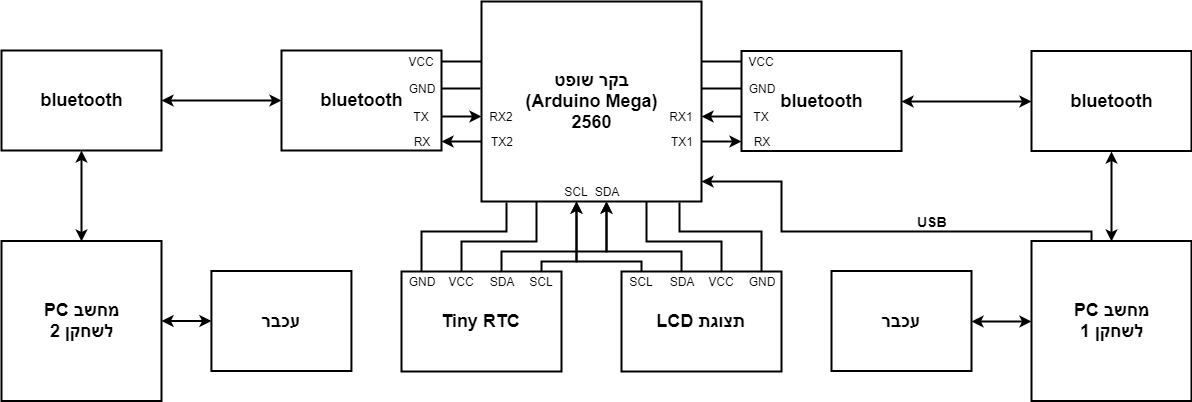 VCC
בקר שופט
VCC
GND
(Arduino Mega)
GND
bluetooth
bluetooth
2560
bluetooth
bluetooth
TX
RX2
RX1
TX
RX
TX2
TX1
RX
SCL SDA
USB
GND VCC SDA SCL
SCL SDA VCC GND
מחשב PC
לשחקן 2
עכבר
Tiny RTC
תצוגת LCD
עכבר
מחשב PC
לשחקן 1